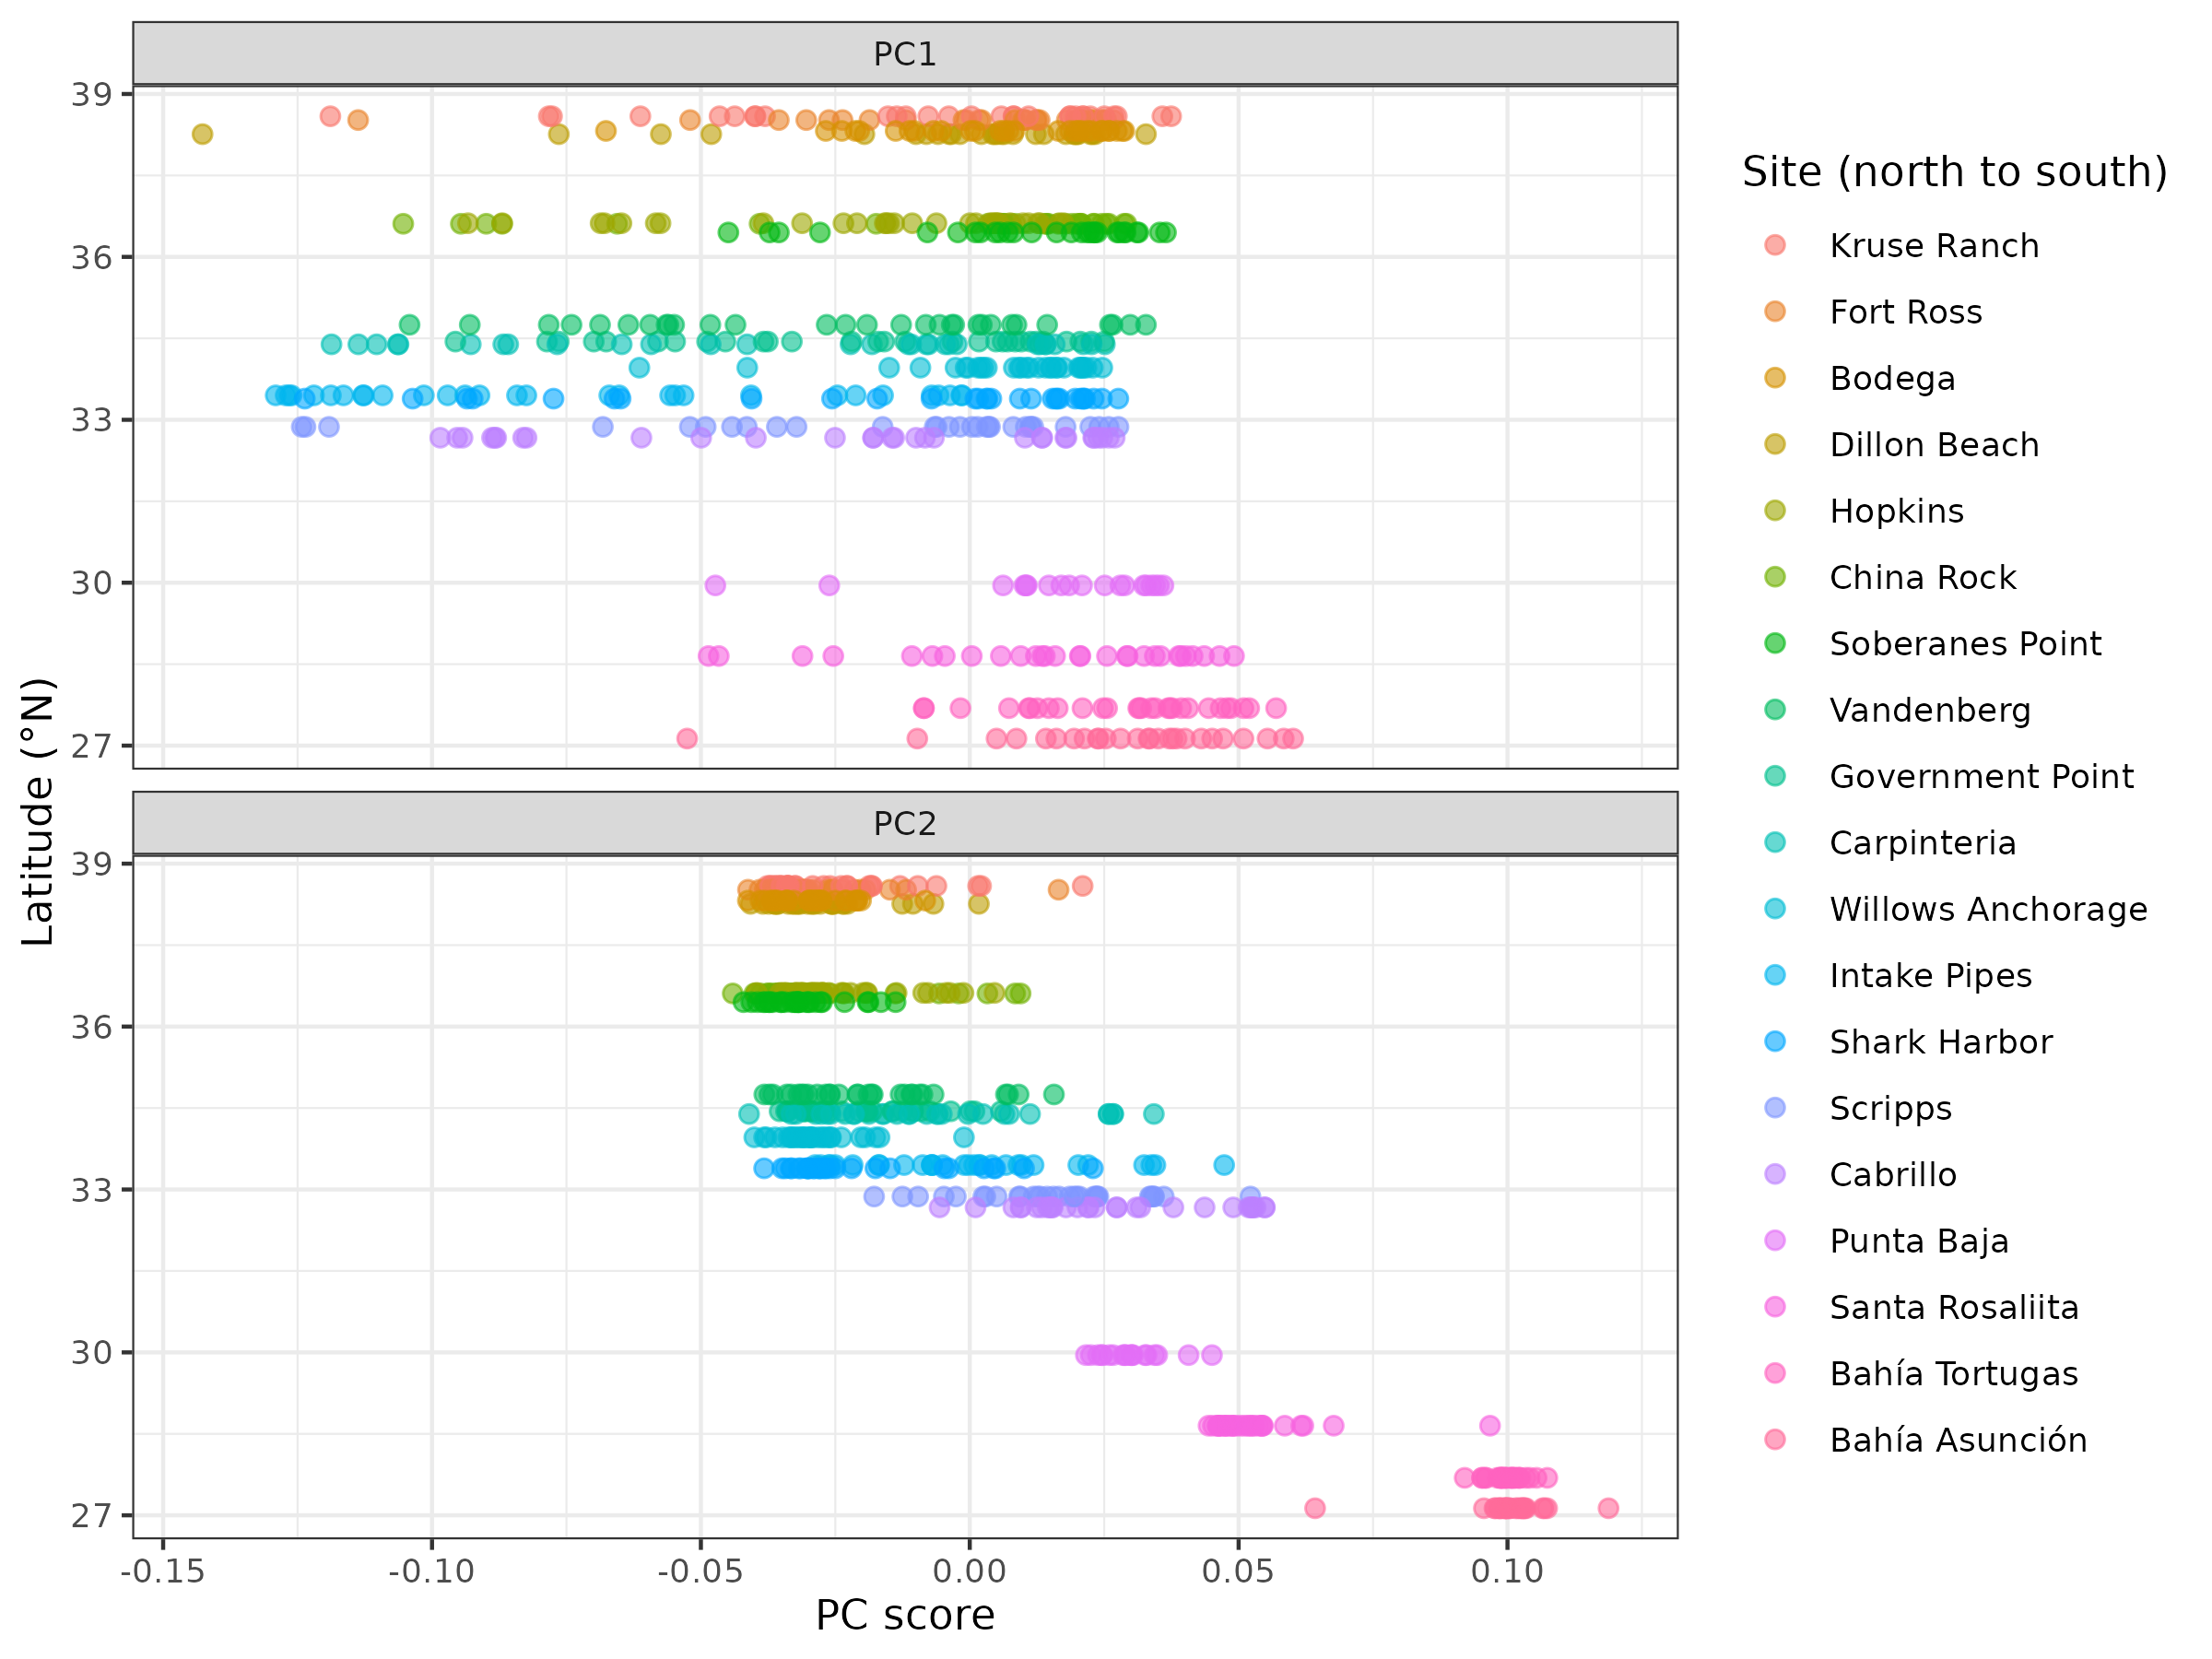 PC1
39
36
33
30
27
PC2
39
36
33
30
27
-0.15
-0.10
-0.05
0.00
0.05
0.10
PC score
Latitude (°N)
Site (north to south)
Kruse Ranch
Fort Ross
Bodega
Dillon Beach
Hopkins
China Rock
Soberanes Point
Vandenberg
Government Point
Carpinteria
Willows Anchorage
Intake Pipes
Shark Harbor
Scripps
Cabrillo
Punta Baja
Santa Rosaliita
Bahía Tortugas
Bahía Asunción